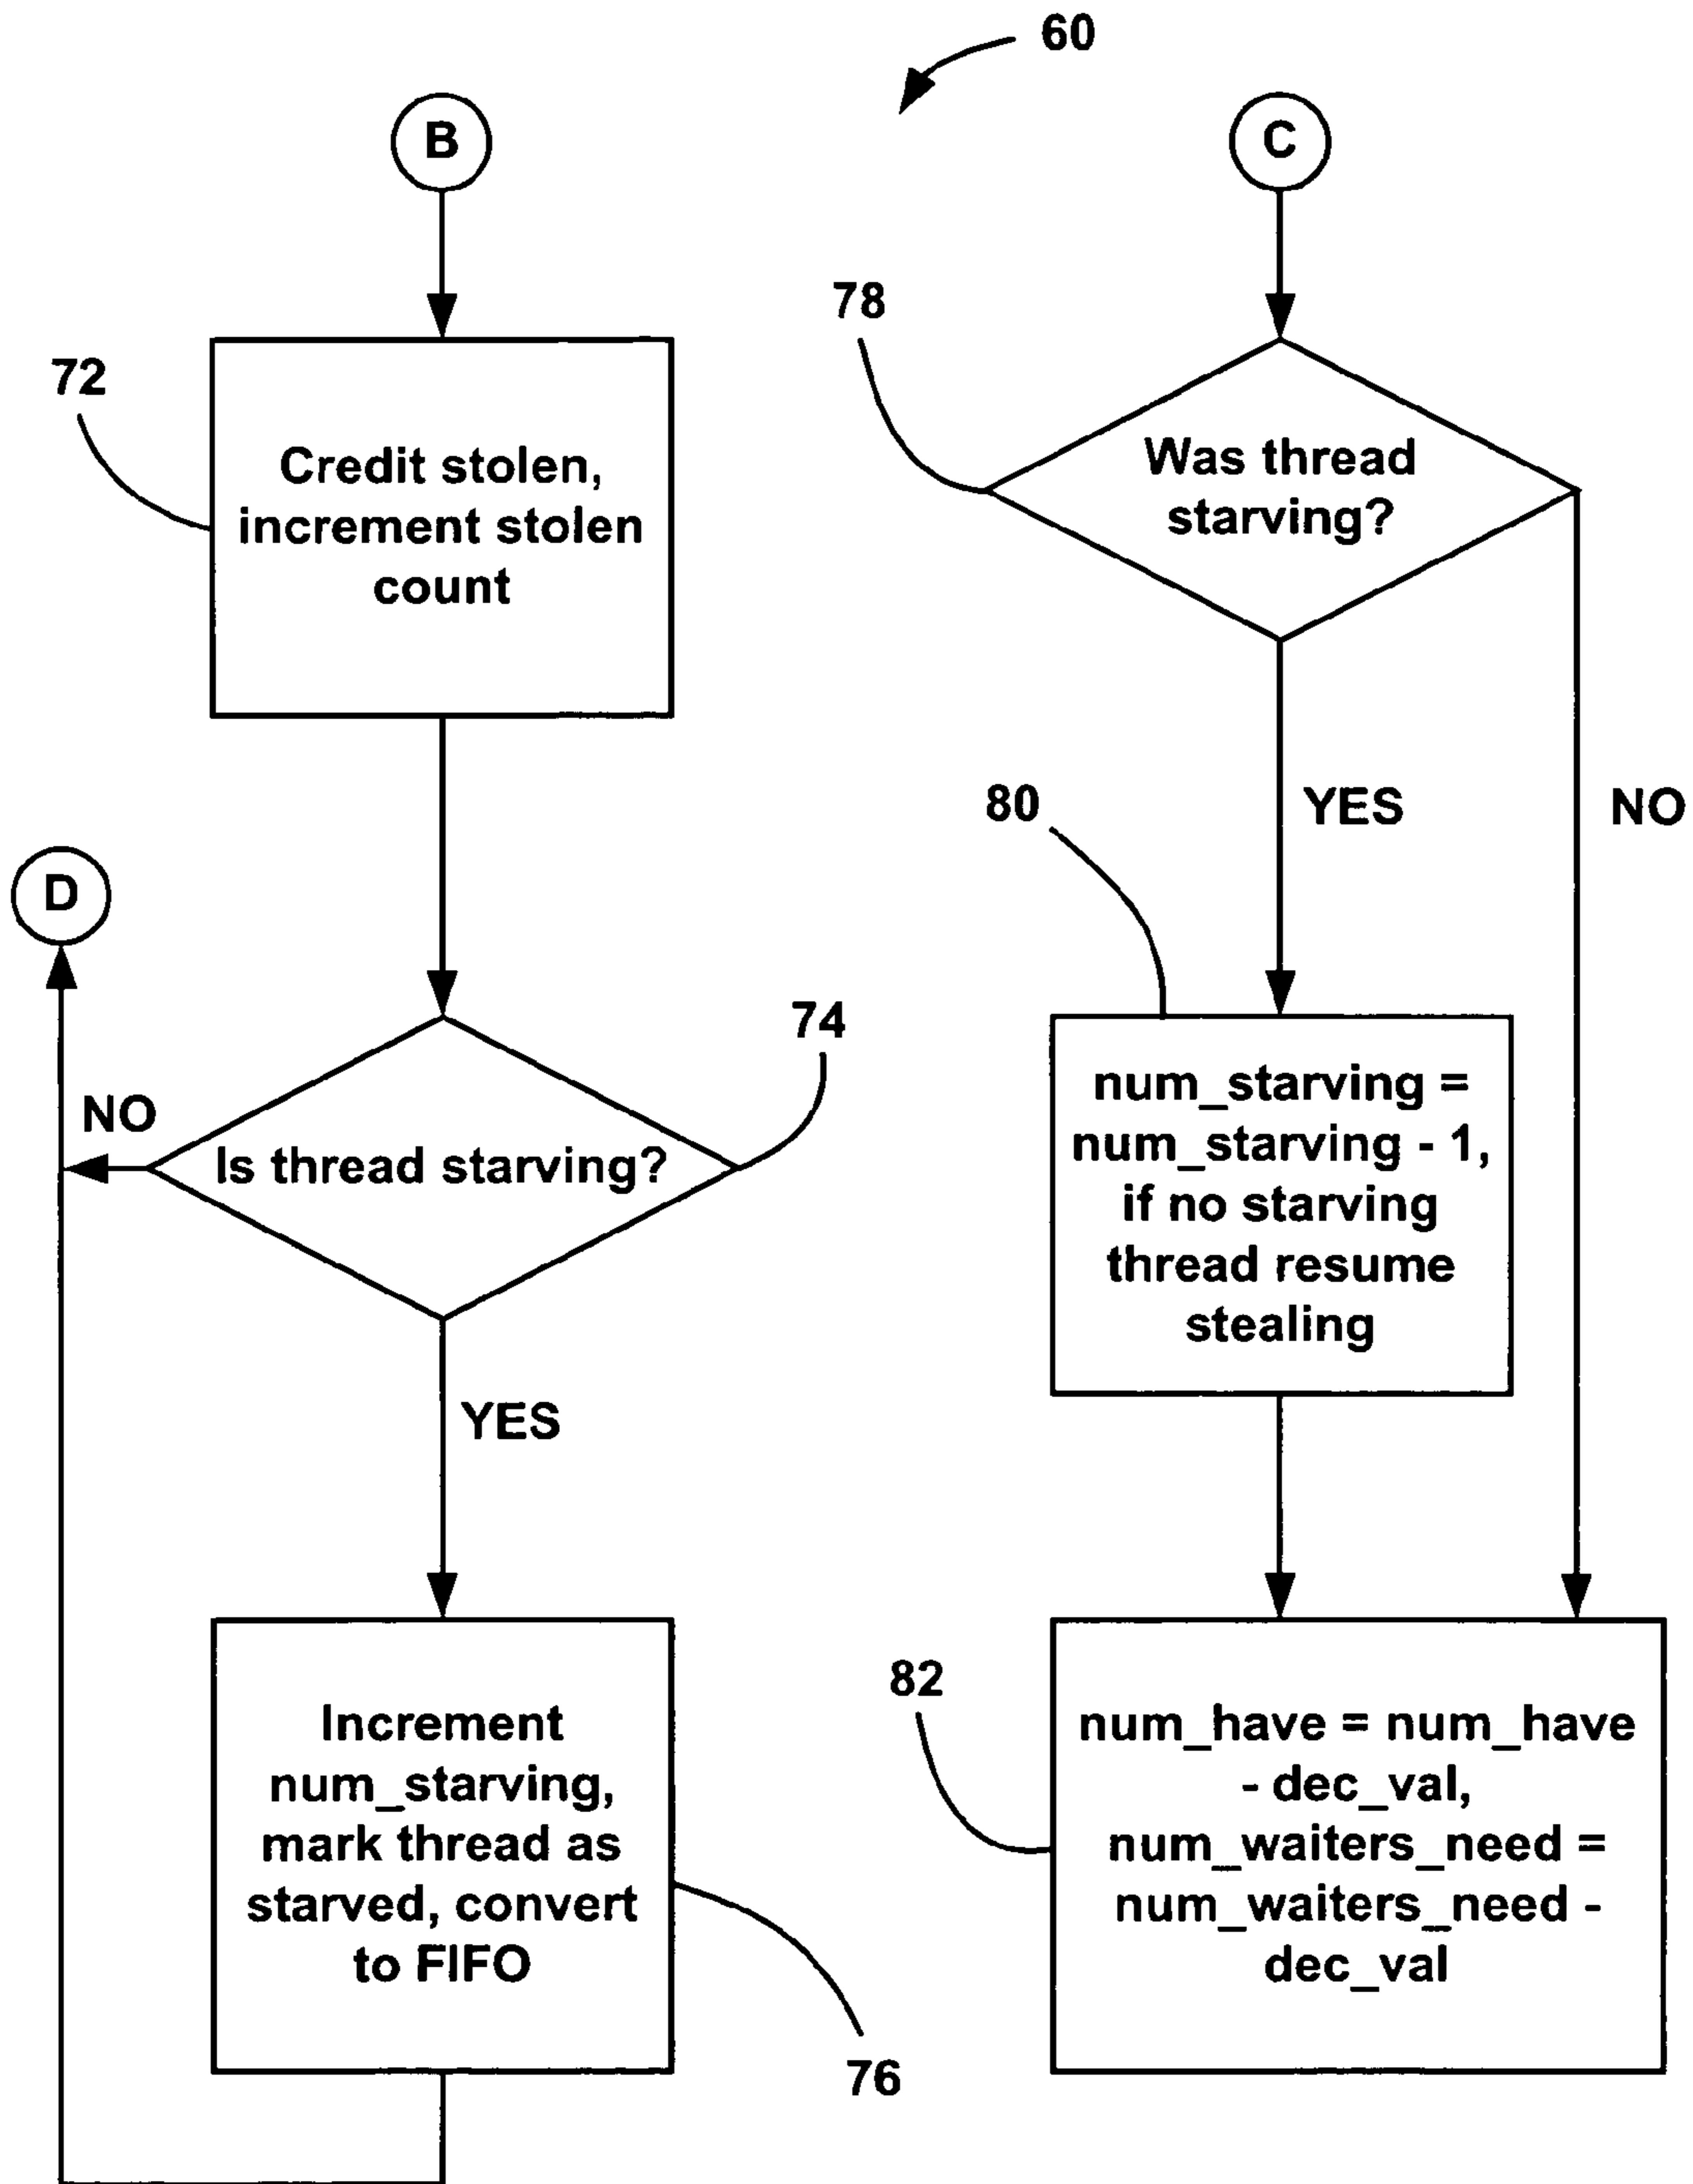 60
B
C
78
72
Credit stolen,
increment stolen
count
Was thread
starving?
80
YES
NO
D
74
NO
Is thread starving?
num_starving =
num_starving - 1,
if no starving
thread resume
stealing
YES
82
Increment
num_starving,
mark thread as
starved, convert
to FIFO
num_have = num_have
- dec_val,
num_waiters_need =
num_waiters_need -
dec_val
76